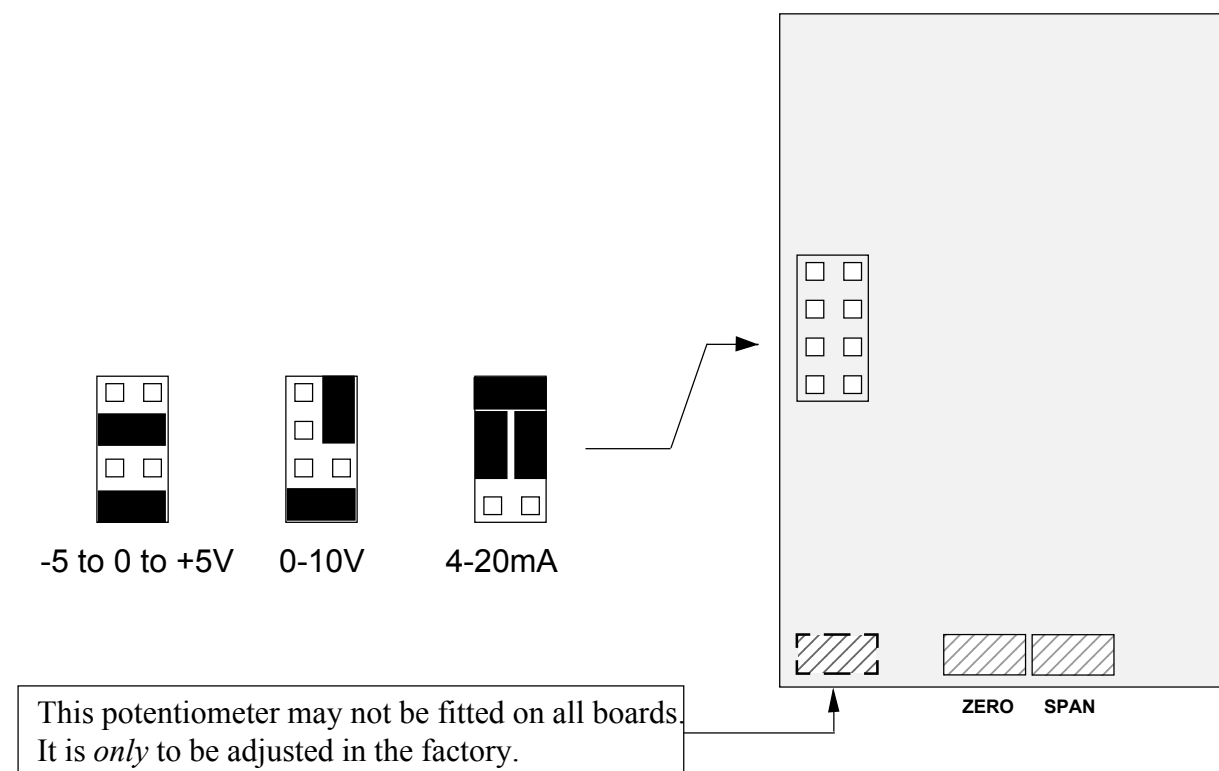 -5 to 0 to +5V
0-10V
4-20mA
ZERO
SPAN
This potentiometer may not be fitted on all boards.
It is only to be adjusted in the factory.